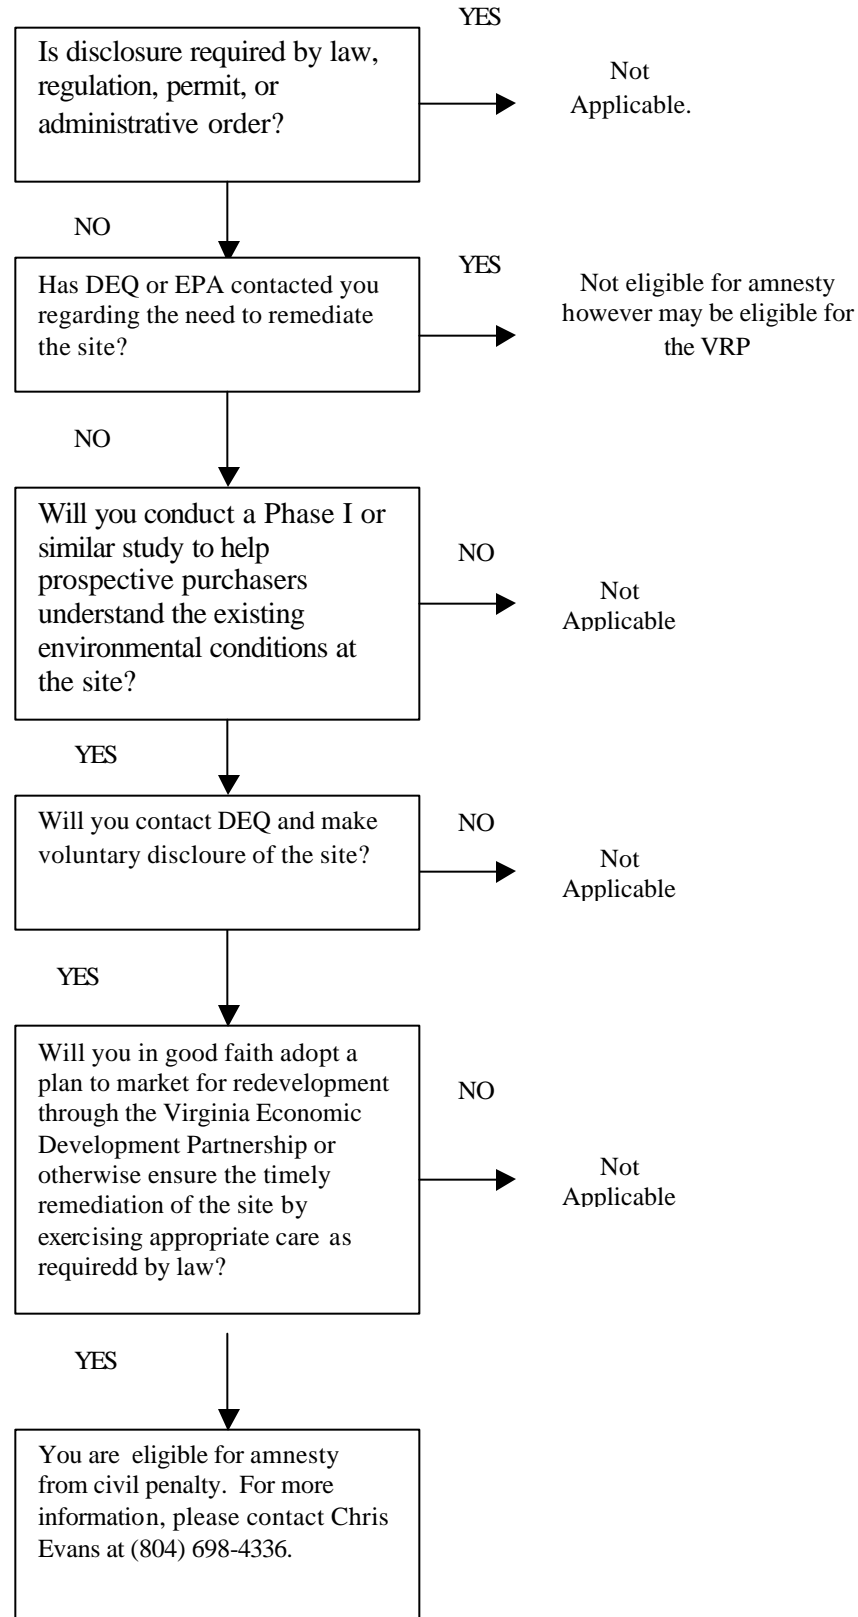 YES
Is disclosure required by law,
regulation, permit, or
administrative order?
Not
Applicable.
NO
YES
Has DEQ or EPA contacted you
regarding the need to remediate
the site?
Not eligible for amnesty
however may be eligible for
the VRP
NO
Will you conduct a Phase I or
similar study to help
prospective purchasers
understand the existing
environmental conditions at
the site?
NO
Not
Applicable
YES
Will you contact DEQ and make
voluntary discloure of the site?
NO
Not
Applicable
YES
Will you in good faith adopt a
plan to market for redevelopment
through the Virginia Economic
Development Partnership or
otherwise ensure the timely
remediation of the site by
exercising appropriate care as
requiredd by law?
NO
Not
Applicable
YES
You are eligible for amnesty
from civil penalty. For more
information, please contact Chris
Evans at (804) 698-4336.